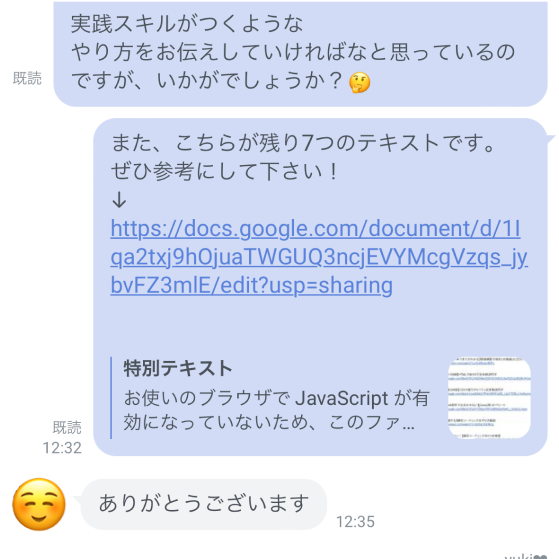 実践スキルがつくような
やり方をお伝えしていければなと思っているの
ですが、いかがでしょうか？🤔
既読
また、こちらが残り7つのテキストです。
ぜひ参考にして下さい！
↓
https://docs.google.com/document/d/1I
qa2txj9hOjuaTWGUQ3ncjEVYMcgVzqs_jy
bvFZ3mlE/edit?usp=sharing
特別テキスト
お使いのブラウザで JavaScript が有
効になっていないため、このファ...
既読
12:32
ありがとうございます
12:35